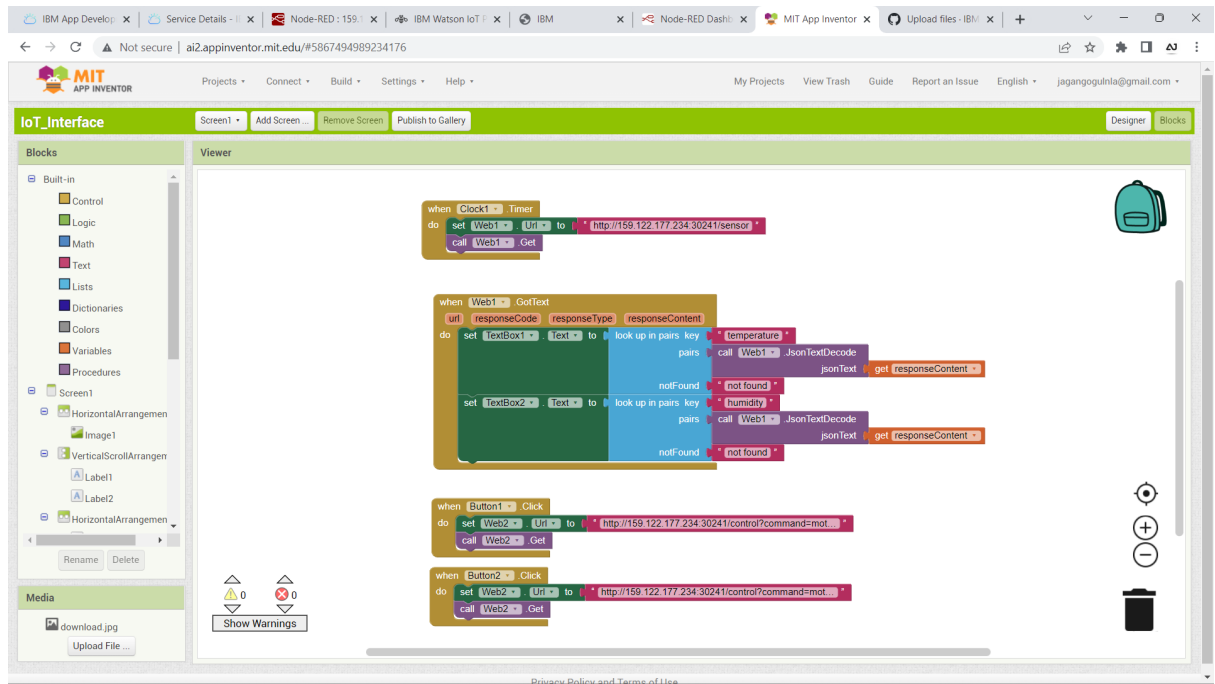 IBM App Develop
Service Details - I
Node-RED : 159.1
IBM Watson IoT P
IBM
Node-RED Dashb
MIT App Inventor
Upload files · IBM
Not secure | ai2.appinventor.mit.edu/#5867494989234176
MIT
APP INVENTOR
Projects
Connect
Build
Settings
Help
My Projects
View Trash
Guide
Report an Issue
English
jagangogulnla@gmail.com
IoT_Interface
Screen1
Add Screen ...
Remove Screen
Publish to Gallery
Designer
Blocks
Blocks
Viewer
Built-in
Control
Logic
Math
Text
Lists
Dictionaries
Colors
Variables
Procedures
Screen1
HorizontalArrangemen
Image1
VerticalScrollArrangem
Label1
Label2
HorizontalArrangemen
Rename
Delete
Media
download.jpg
Upload File ...
when Clock1 .Timer
do set Web1 . Url to " http://159.122.177.234:30241/sensor "
call Web1 .Get
when Web1 .GotText
url responseCode responseType responseContent
do set TextBox1 . Text to look up in pairs key " temperature "
pairs call Web1 .JsonTextDecode
jsonText get responseContent
notFound " not found "
set TextBox2 . Text to look up in pairs key " humidity "
pairs call Web1 .JsonTextDecode
jsonText get responseContent
notFound " not found "
when Button1 .Click
do set Web2 . Url to " http://159.122.177.234:30241/control?command=mot... "
call Web2 .Get
when Button2 .Click
do set Web2 . Url to " http://159.122.177.234:30241/control?command=mot... "
call Web2 .Get
0
0
Show Warnings
Privacy Policy and Terms of Use